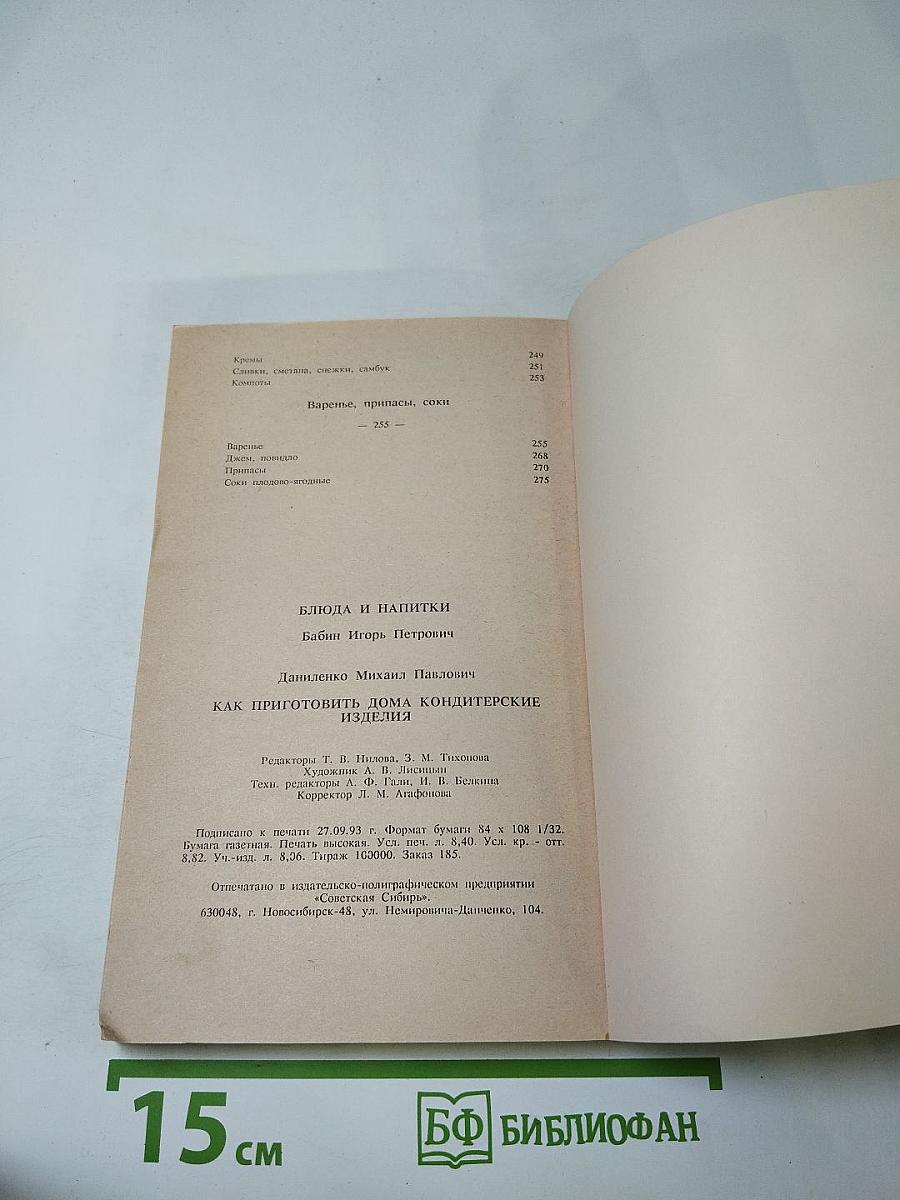 Кремы 249
Сливки, сметана, снежки, самбук 251
Компоты 253
Варенье, припасы, соки
— 255 —
Варенье 255
Джем, повидло 268
Припасы 270
Соки плодово-ягодные 275
БЛЮДА И НАПИТКИ
Бабин Игорь Петрович
Даниленко Михаил Павлович
КАК ПРИГОТОВИТЬ ДОМА КОНДИТЕРСКИЕ
ИЗДЕЛИЯ
Редакторы Т. В. Нилова, З. М. Тихонова
Художник А. В. Лисицын
Техн. редакторы А. Ф. Гали, И. В. Белкина
Корректор Л. М. Агафонова
Подписано к печати 27.09.93 г. Формат бумаги 84 х 108 1/32.
Бумага газетная. Печать высокая. Усл. печ. л. 8,40. Усл. кр. - отт.
8,82. Уч.-изд. л. 8,06. Тираж 100000. Заказ 185.
Отпечатано в издательско-полиграфическом предприятии
«Советская Сибирь».
630048, г. Новосибирск-48, ул. Немировича-Данченко, 104.
15 см
БФ БИБЛИОФАН